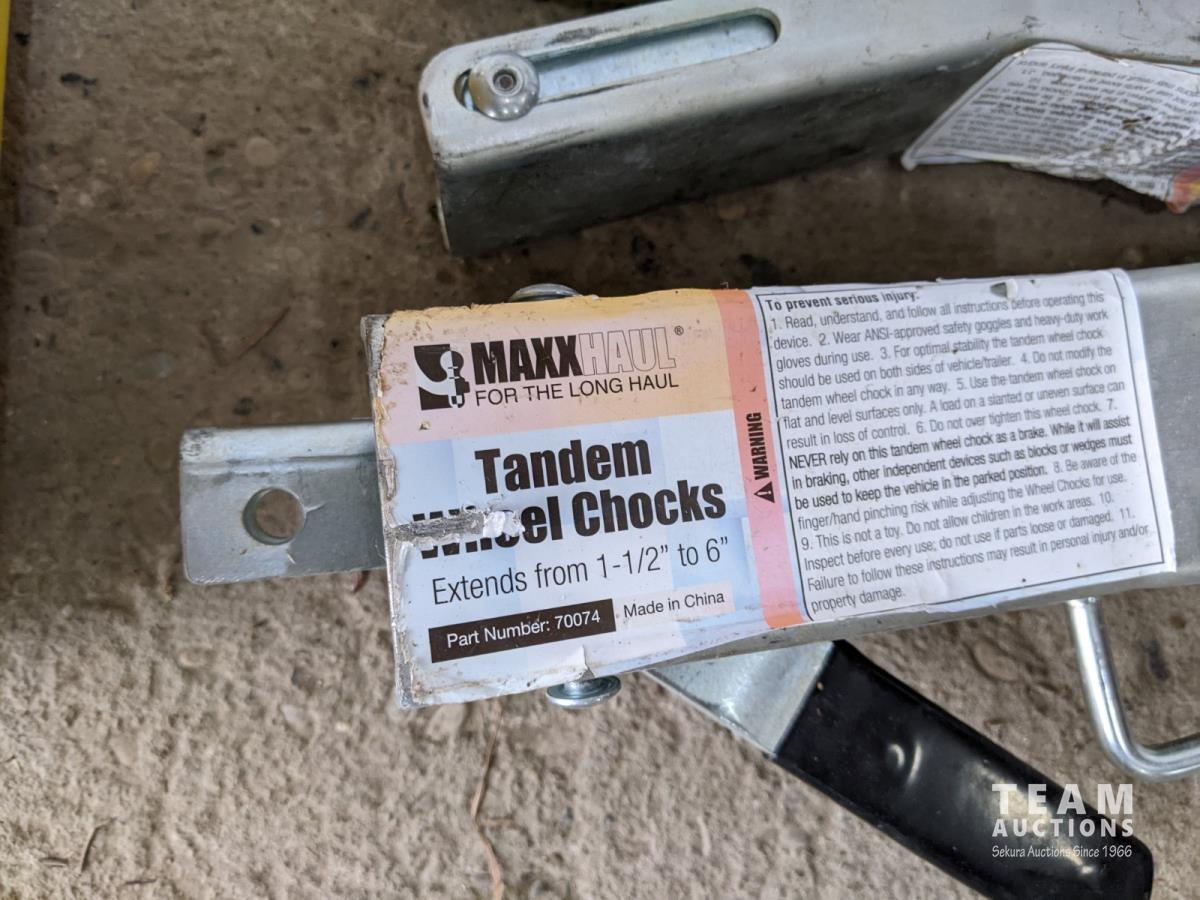 MAXXHAUL®
FOR THE LONG HAUL
Tandem
Wheel Chocks
Extends from 1-1/2" to 6"
Part Number: 70074 Made in China
⚠WARNING
To prevent serious injury:
1. Read, understand, and follow all instructions before operating this
device. 2. Wear ANSI-approved safety goggles and heavy-duty work
gloves during use. 3. For optimal stability the tandem wheel chock
should be used on both sides of vehicle/trailer. 4. Do not modify the
tandem wheel chock in any way. 5. Use the tandem wheel chock on
flat and level surfaces only. A load on a slanted or uneven surface can
result in loss of control. 6. Do not over tighten this wheel chock. 7.
NEVER rely on this tandem wheel chock as a brake. While it will assist
in braking, other independent devices such as blocks or wedges must
be used to keep the vehicle in the parked position. 8. Be aware of the
finger/hand pinching risk while adjusting the Wheel Chocks for use.
9. This is not a toy. Do not allow children in the work areas. 10.
Inspect before every use; do not use if parts loose or damaged. 11.
Failure to follow these instructions may result in personal injury and/or
property damage.
TEAM
AUCTIONS
Sekura Auctions Since 1966